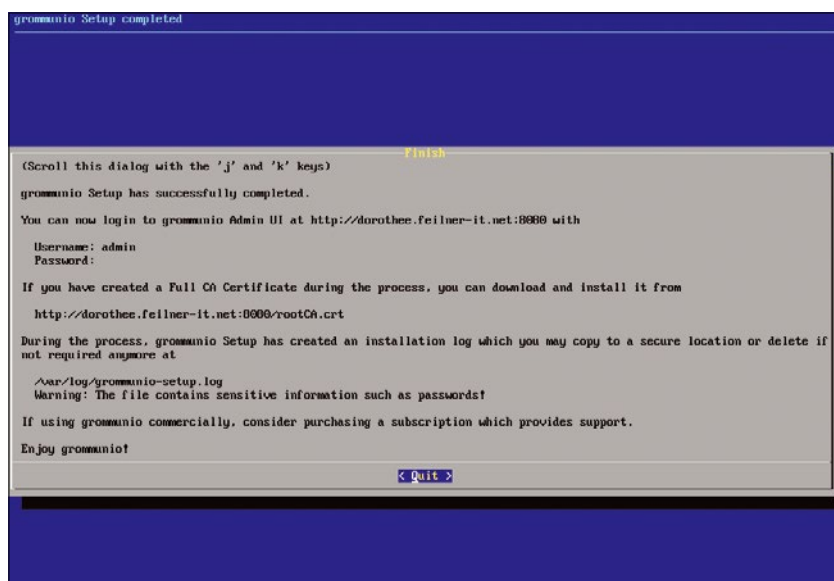 grommunio Setup completed
Finish
(Scroll this dialog with the 'j' and 'k' keys)
grommunio Setup has successfully completed.
You can now login to grommunio Admin UI at http://dorothee.feilner-it.net:8080 with
Username: admin
Password:
If you have created a Full CA Certificate during the process, you can download and install it from
http://dorothee.feilner-it.net:8080/rootCA.crt
During the process, grommunio Setup has created an installation log which you may copy to a secure location or delete if
not required anymore at
/var/log/grommunio-setup.log
Warning: The file contains sensitive information such as passwords!
If using grommunio commercially, consider purchasing a subscription which provides support.
Enjoy grommunio!
< Quit >